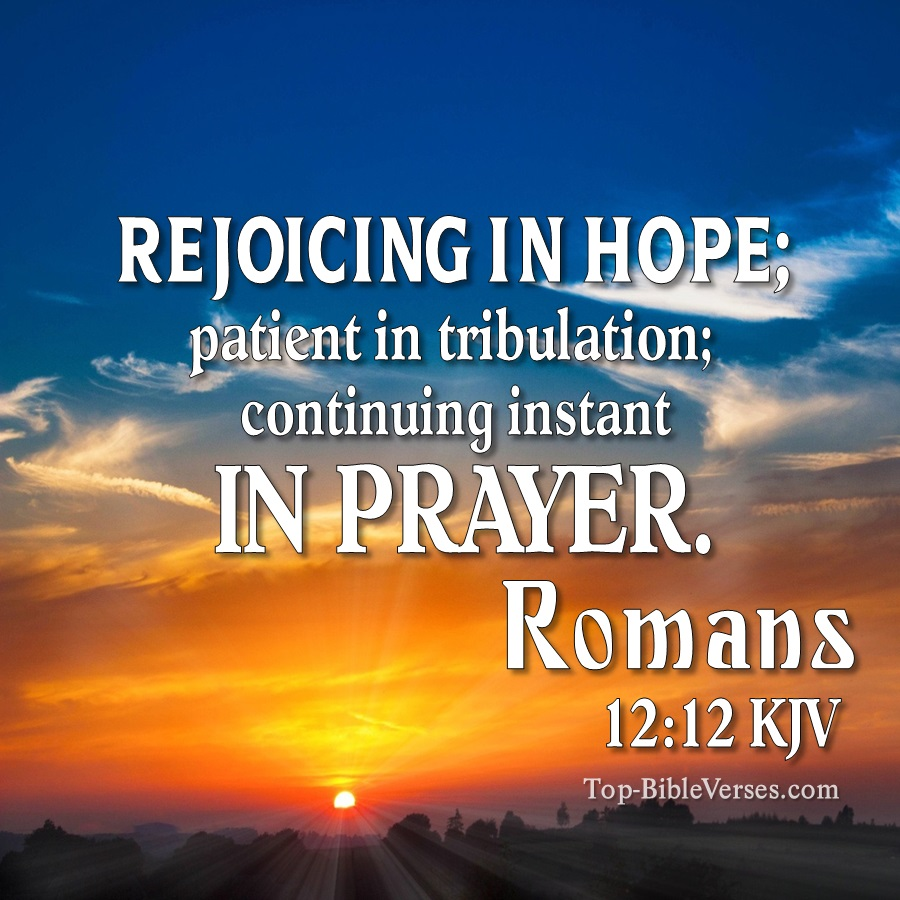 REJOICING IN HOPE;
patient in tribulation;
continuing instant
IN PRAYER.
Romans
12:12 KJV
Top-BibleVerses.com